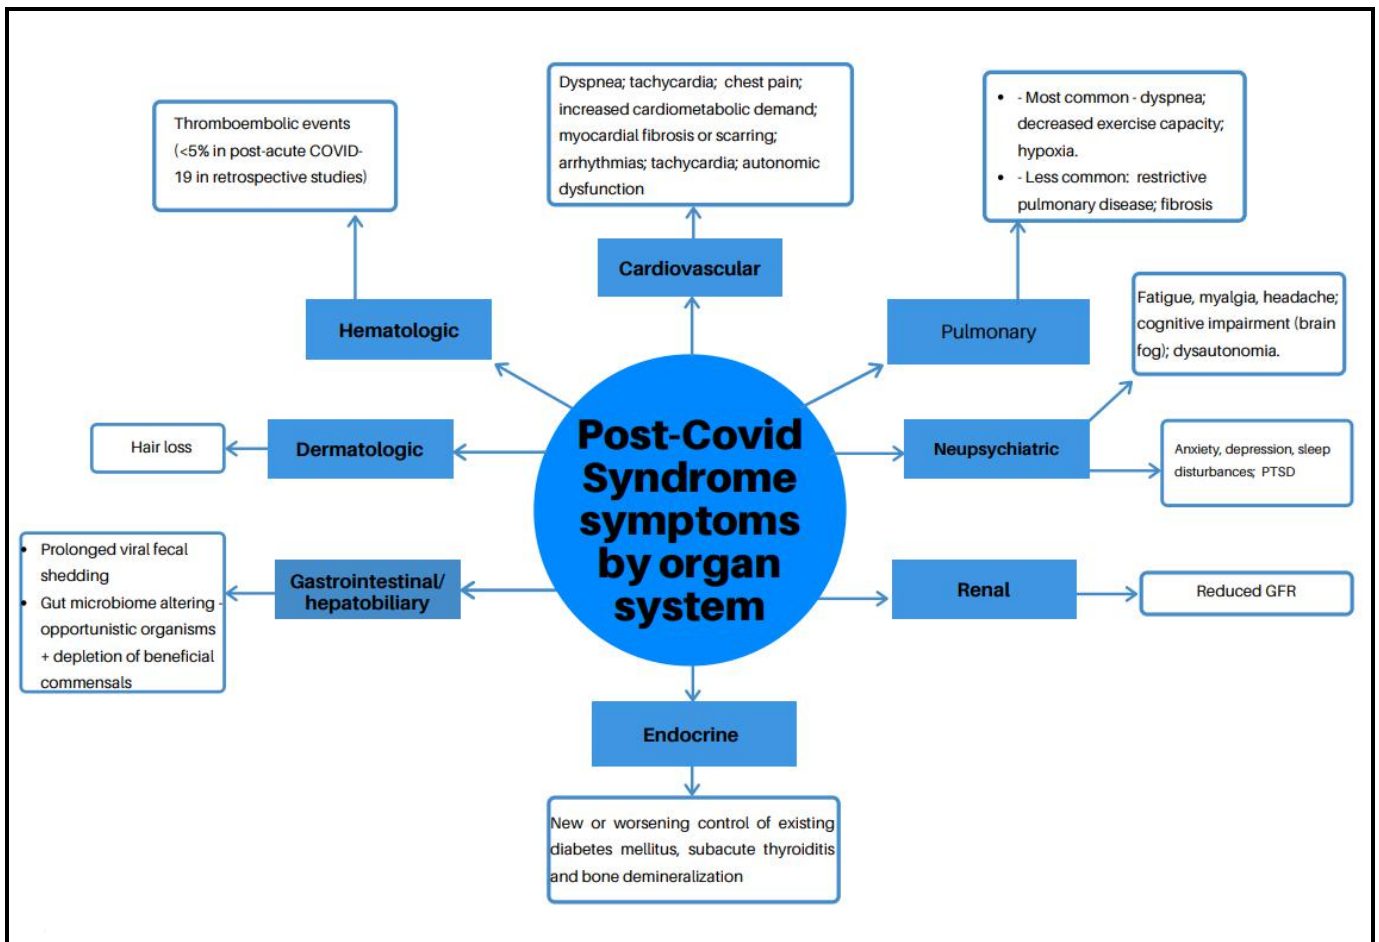 Thromboembolic events
(<5% in post-acute COVID-
19 in retrospective studies)
Dyspnea; tachycardia; chest pain;
increased cardiometabolic demand;
myocardial fibrosis or scarring;
arrhythmias; tachycardia; autonomic
dysfunction
• - Most common - dyspnea;
decreased exercise capacity;
hypoxia.
• - Less common: restrictive
pulmonary disease; fibrosis
Hematologic
Cardiovascular
Pulmonary
Fatigue, myalgia, headache;
cognitive impairment (brain
fog); dysautonomia.
Hair loss
Dermatologic
Post-Covid
Syndrome
symptoms
by organ
system
Neupsychiatric
Anxiety, depression, sleep
disturbances; PTSD
• Prolonged viral fecal
shedding
• Gut microbiome altering -
opportunistic organisms
+ depletion of beneficial
commensals
Gastrointestinal/
hepatobiliary
Renal
Reduced GFR
Endocrine
New or worsening control of existing
diabetes mellitus, subacute thyroiditis
and bone demineralization